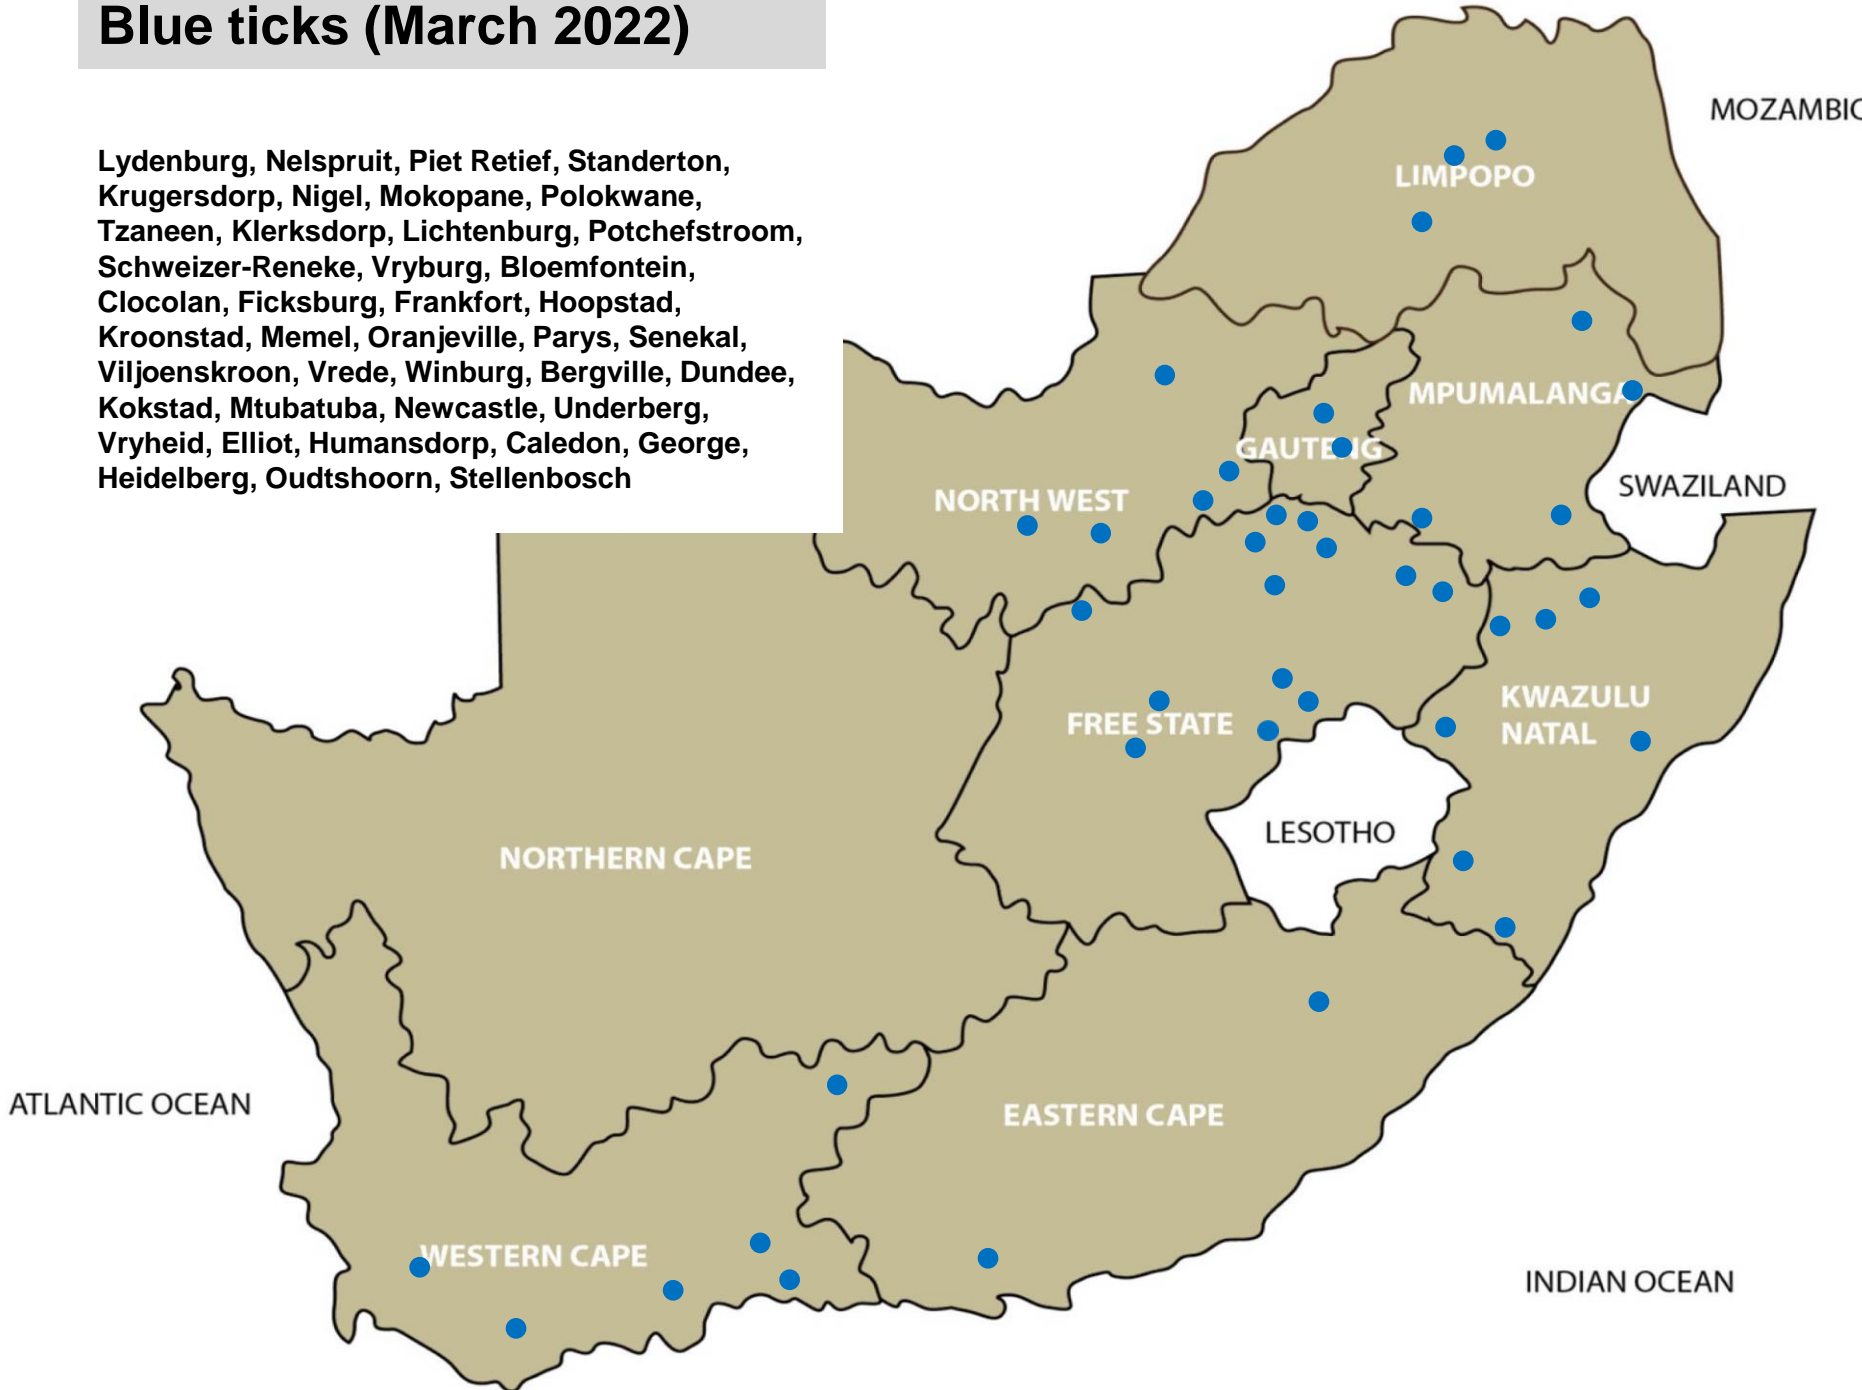 Blue ticks (March 2022)
Lydenburg, Nelspruit, Piet Retief, Standerton,
Krugersdorp, Nigel, Mokopane, Polokwane,
Tzaneen, Klerksdorp, Lichtenburg, Potchefstroom,
Schweizer-Reneke, Vryburg, Bloemfontein,
Clocolan, Ficksburg, Frankfort, Hoopstad,
Kroonstad, Memel, Oranjeville, Parys, Senekal,
Viljoenskroon, Vrede, Winburg, Bergville, Dundee,
Kokstad, Mtubatuba, Newcastle, Underberg,
Vryheid, Elliot, Humansdorp, Caledon, George,
Heidelberg, Oudtshoorn, Stellenbosch
MOZAMBIC
LIMPOPO
MPUMALANGA
GAUTENG
SWAZILAND
NORTH WEST
KWAZULU
NATAL
FREE STATE
LESOTHO
NORTHERN CAPE
ATLANTIC OCEAN
EASTERN CAPE
WESTERN CAPE
INDIAN OCEAN